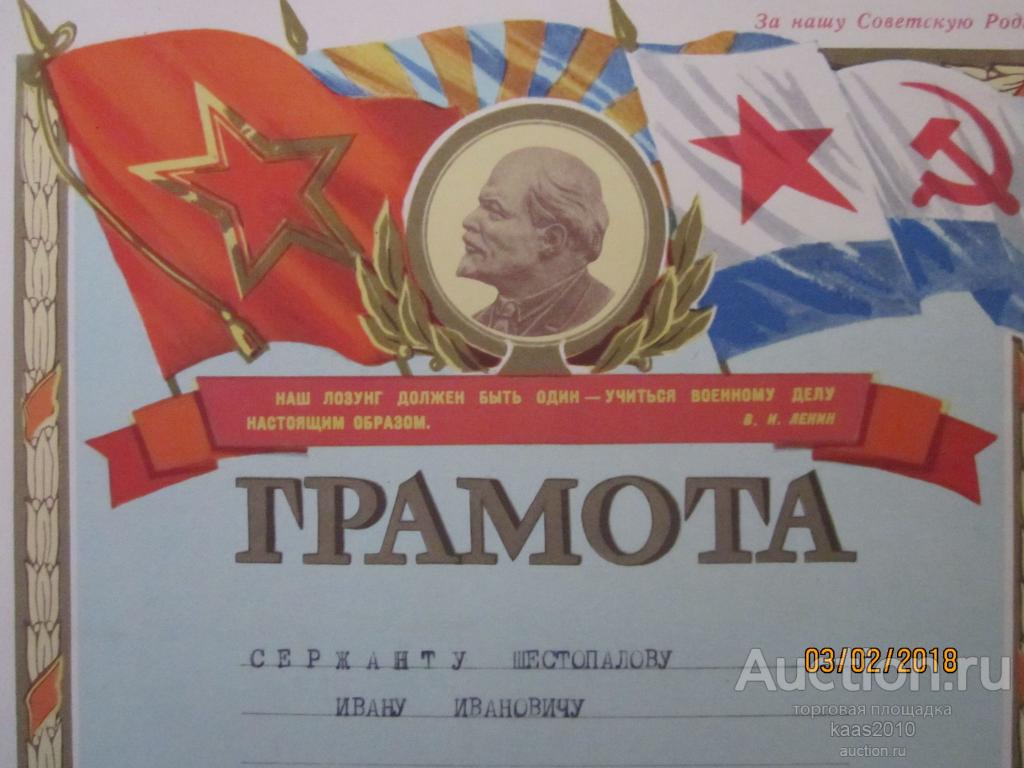 За нашу Советскую
НАШ ЛОЗУНГ ДОЛЖЕН БЫТЬ ОДИН — УЧИТЬСЯ ВОЕННОМУ ДЕЛУ
НАСТОЯЩИМ ОБРАЗОМ.
В. И. ЛЕНИН
ГРАМОТА
СЕРЖАНТУ ШЕСТОПАЛОВУ
ИВАНУ ИВАНОВИЧУ
03/02/2018
Auction.ru
торговая площадка
kaas2010
auction.ru